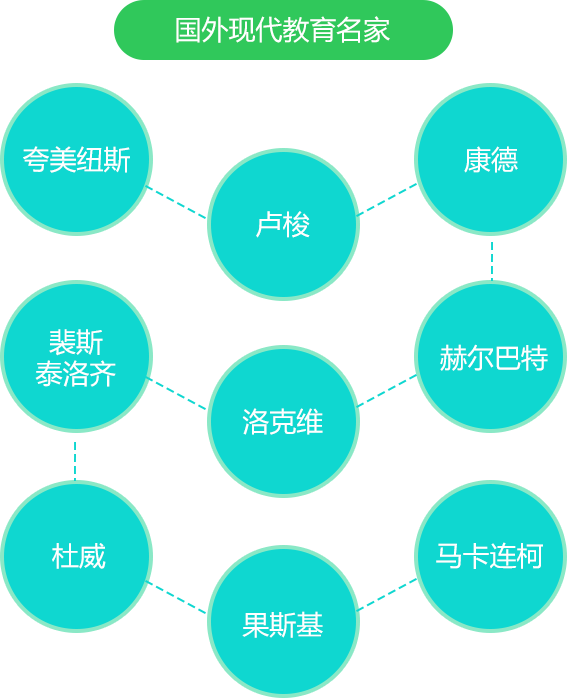 国外现代教育名家
夸美纽斯
卢梭
康德
裴斯
泰洛齐
洛克维
赫尔巴特
杜威
果斯基
马卡连柯